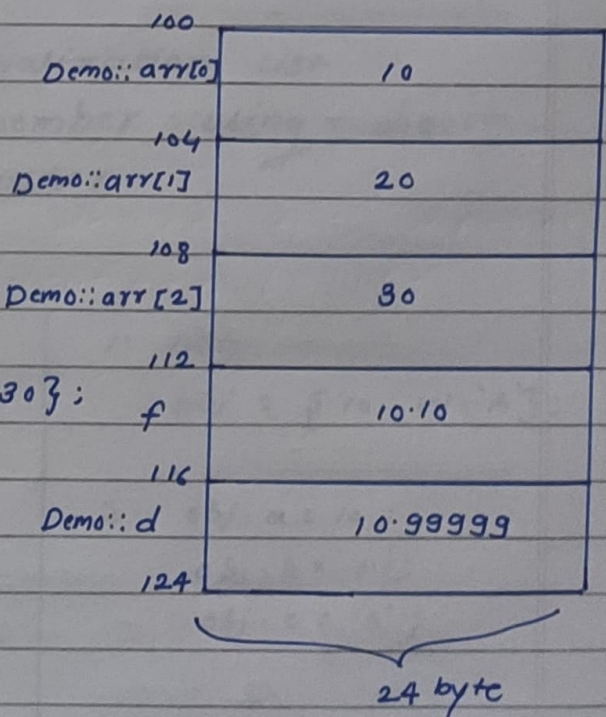 100
Demo:: arr[0] 10
104
Demo::arr[1] 20
108
Demo::arr [2] 30
112
30};
f 10.10
116
Demo:: d 10.99999
124
24 byte